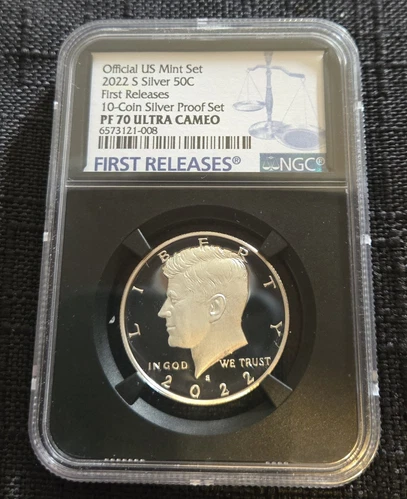 Official US Mint Set
2022 S Silver 50C
First Releases
10-Coin Silver Proof Set
PF 70 ULTRA CAMEO
6573121-008
FIRST RELEASES® NGC
LIBERTY
IN GOD WE TRUST
S
2022